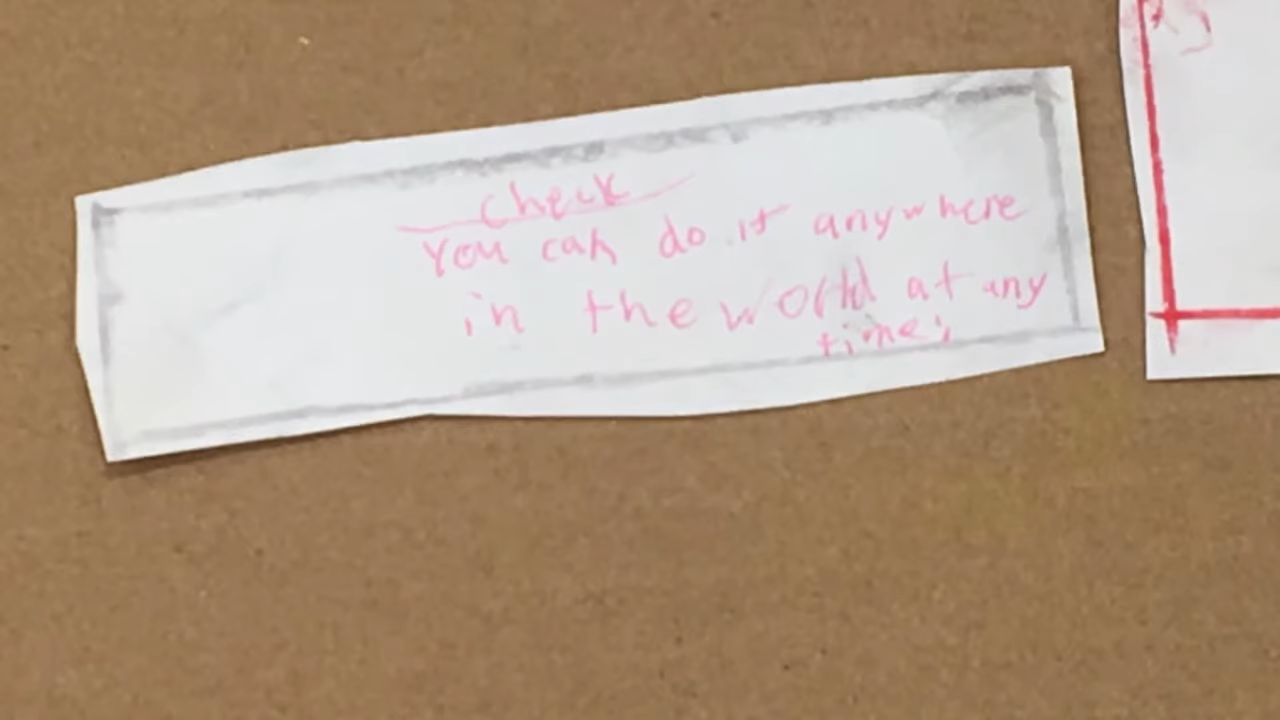 check
You can do it anywhere
in the world at any
time!